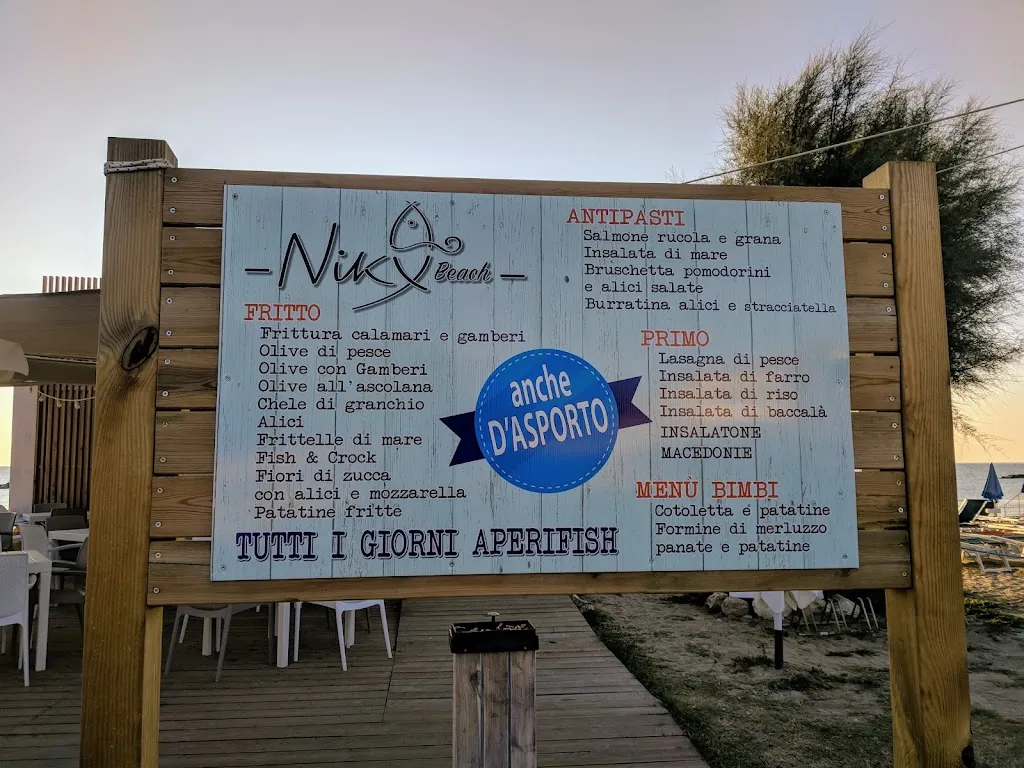 Niky Beach
FRITTO
Frittura calamari e gamberi
Olive di pesce
Olive con Gamberi
Olive all'ascolana
Chele di granchio
Alici
Frittelle di mare
Fish & Crock
Fiori di zucca
con alici e mozzarella
Patatine fritte
TUTTI I GIORNI APERIFISH
anche
D'ASPORTO
ANTIPASTI
Salmone rucola e grana
Insalata di mare
Bruschetta pomodorini
e alici salate
Burratina alici e stracciatella
PRIMO
Lasagna di pesce
Insalata di farro
Insalata di riso
Insalata di baccalà
INSALATONE
MACEDONIE
MENÙ BIMBI
Cotoletta e patatine
Formine di merluzzo
panate e patatine